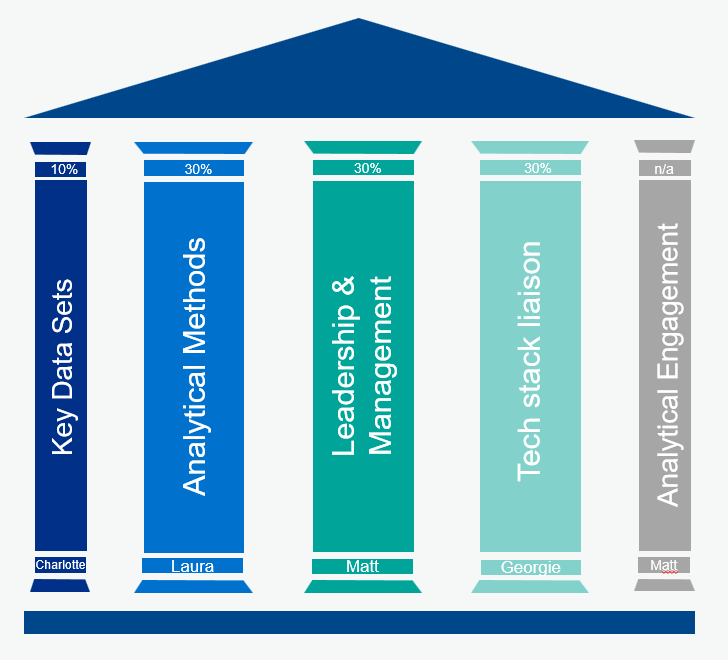 10%
30%
30%
30%
n/a
Key Data Sets
Analytical Methods
Leadership &
Management
Tech stack liaison
Analytical Engagement
Charlotte
Laura
Matt
Georgie
Matt